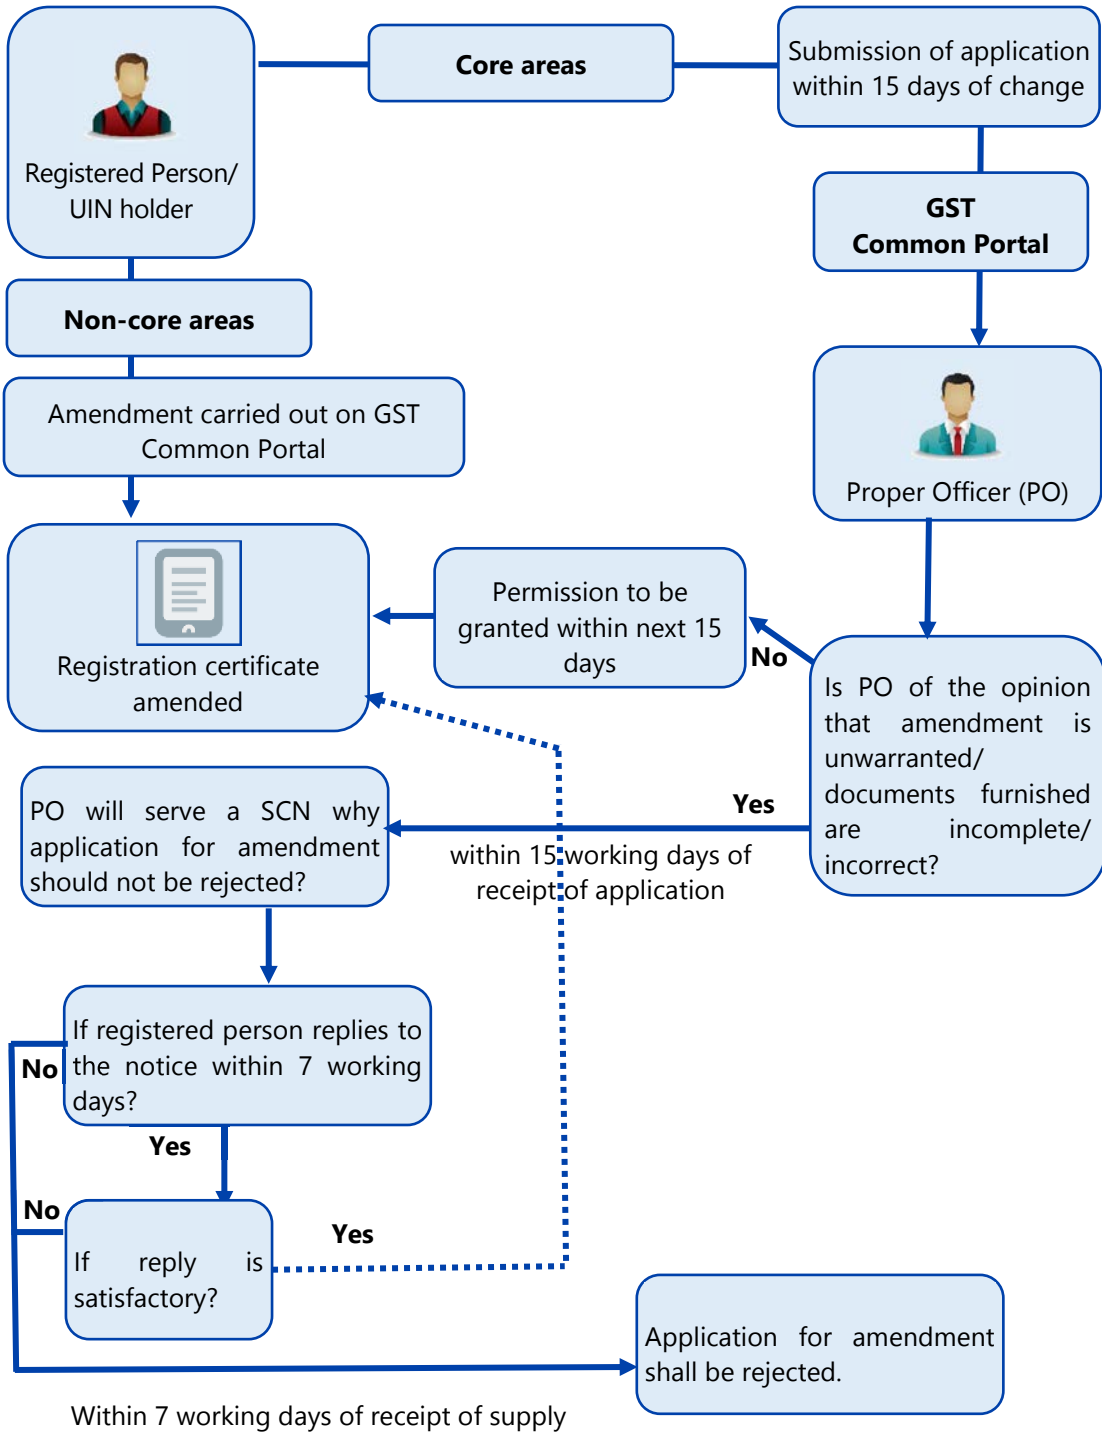 Registered Person/
UIN holder
Core areas
Submission of application
within 15 days of change
GST
Common Portal
Non-core areas
Amendment carried out on GST
Common Portal
Proper Officer (PO)
Registration certificate
amended
Permission to be
granted within next 15
days
No
Is PO of the opinion
that amendment is
unwarranted/
documents furnished
are incomplete/
incorrect?
Yes
within 15 working days of
receipt of application
PO will serve a SCN why
application for amendment
should not be rejected?
If registered person replies to
the notice within 7 working
days?
No
Yes
No
If reply is
satisfactory?
Yes
Application for amendment
shall be rejected.
Within 7 working days of receipt of supply